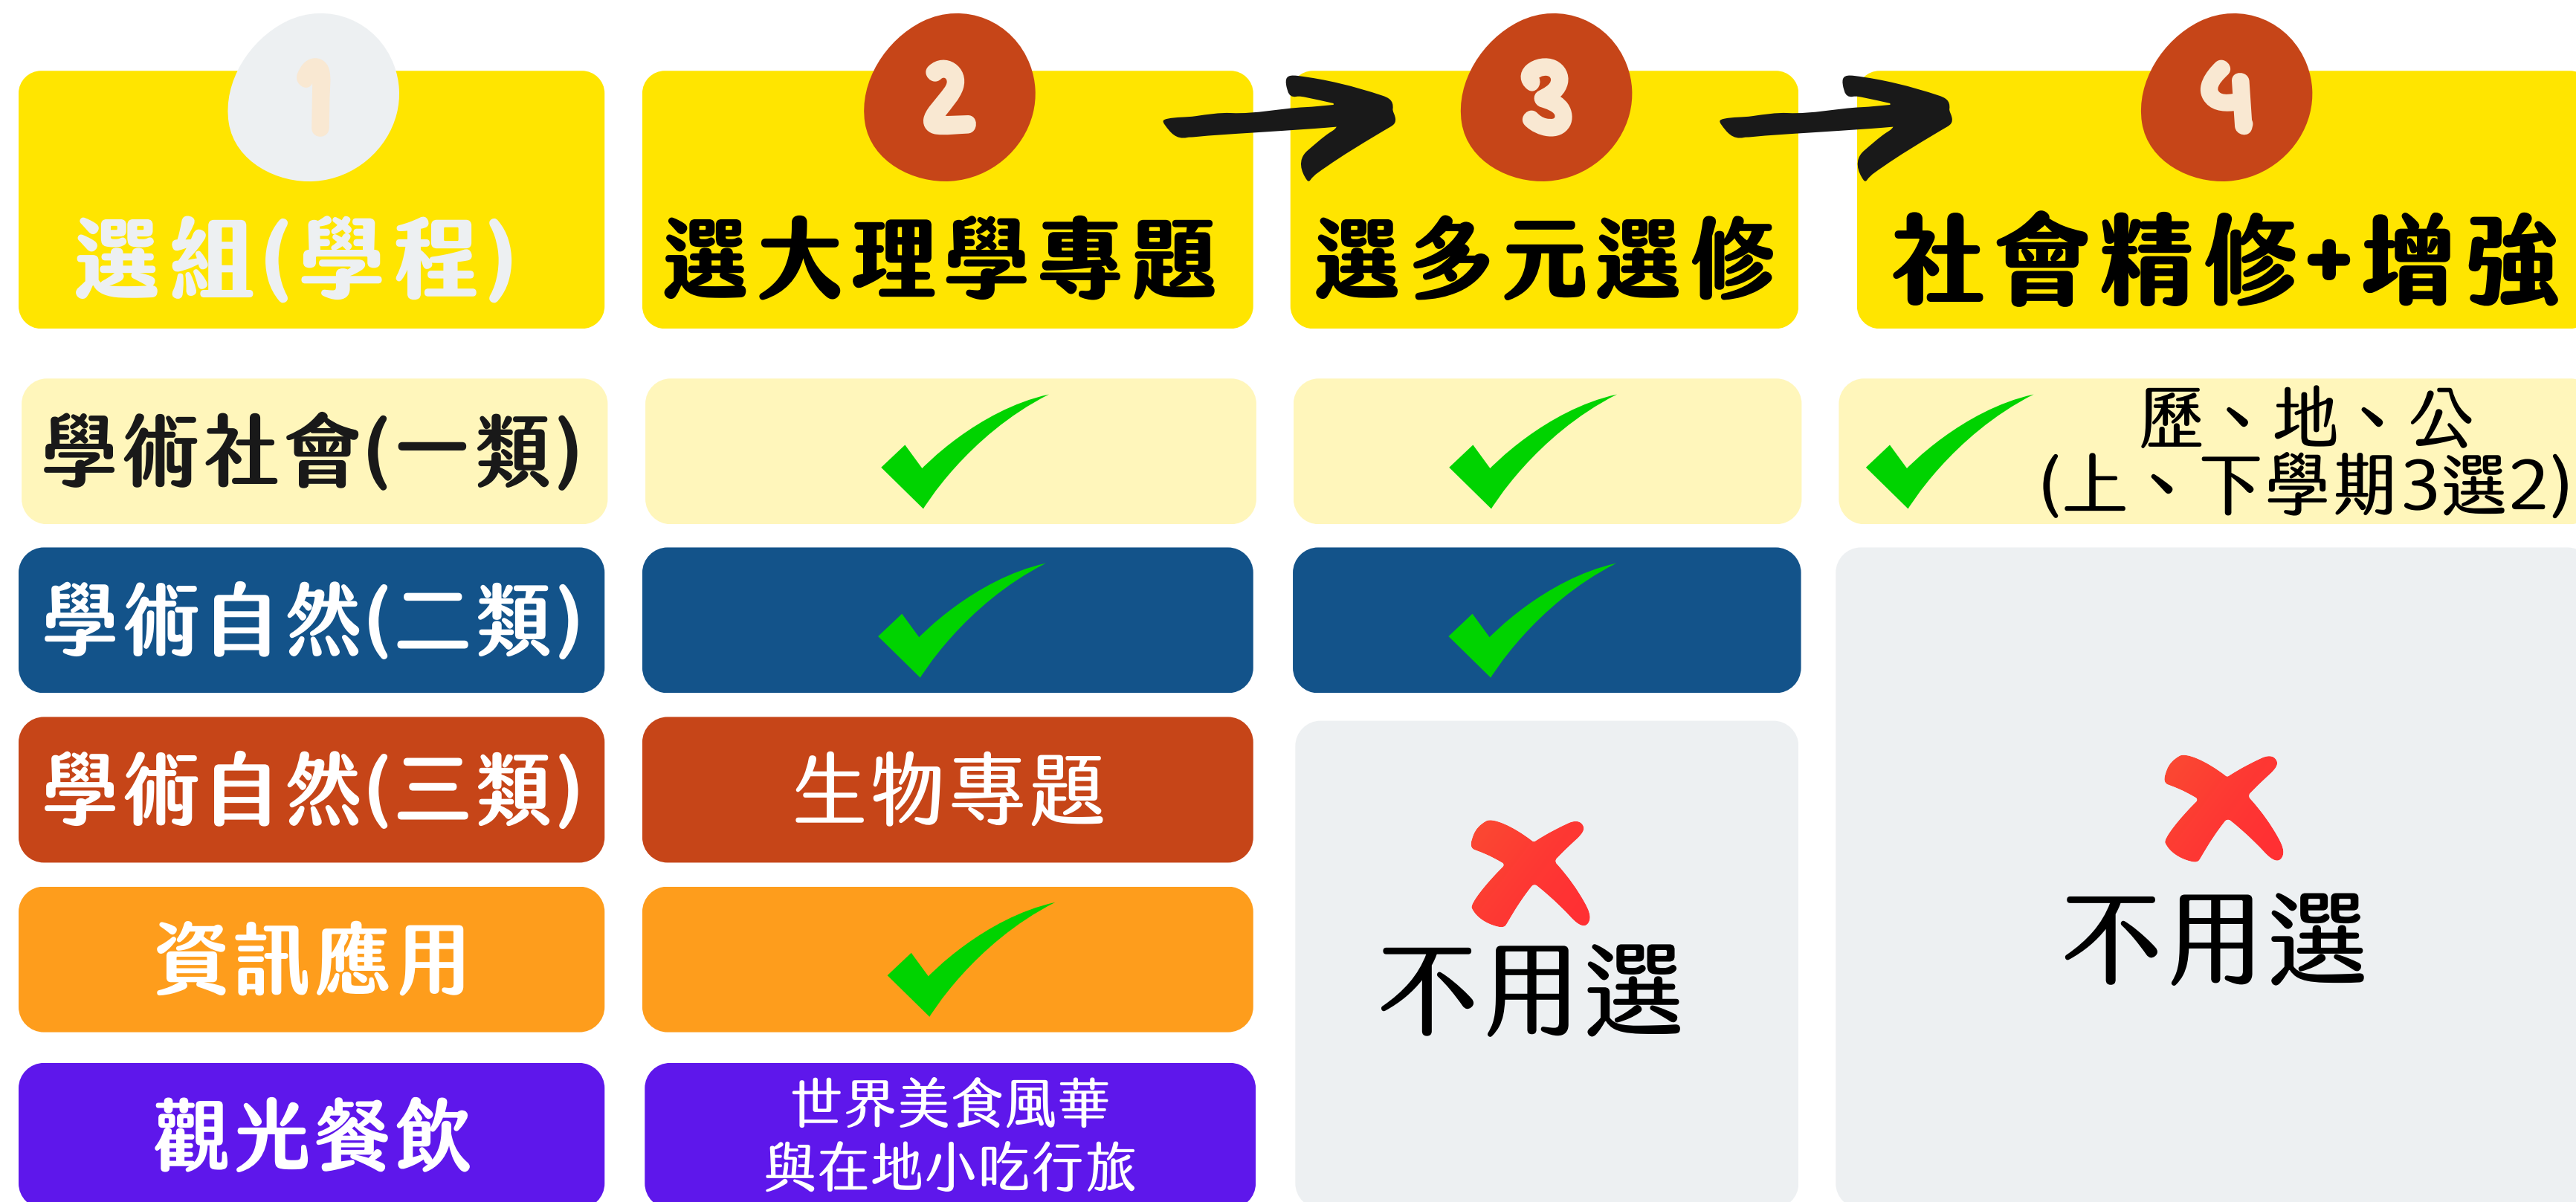 1
選組(學程)
2
選大理學專題
3
選多元選修
4
社會精修+增強
學術社會(一類)
歷、地、公
(上、下學期3選2)
學術自然(二類)
學術自然(三類)
生物專題
不用選
不用選
資訊應用
觀光餐飲
世界美食風華
與在地小吃行旅